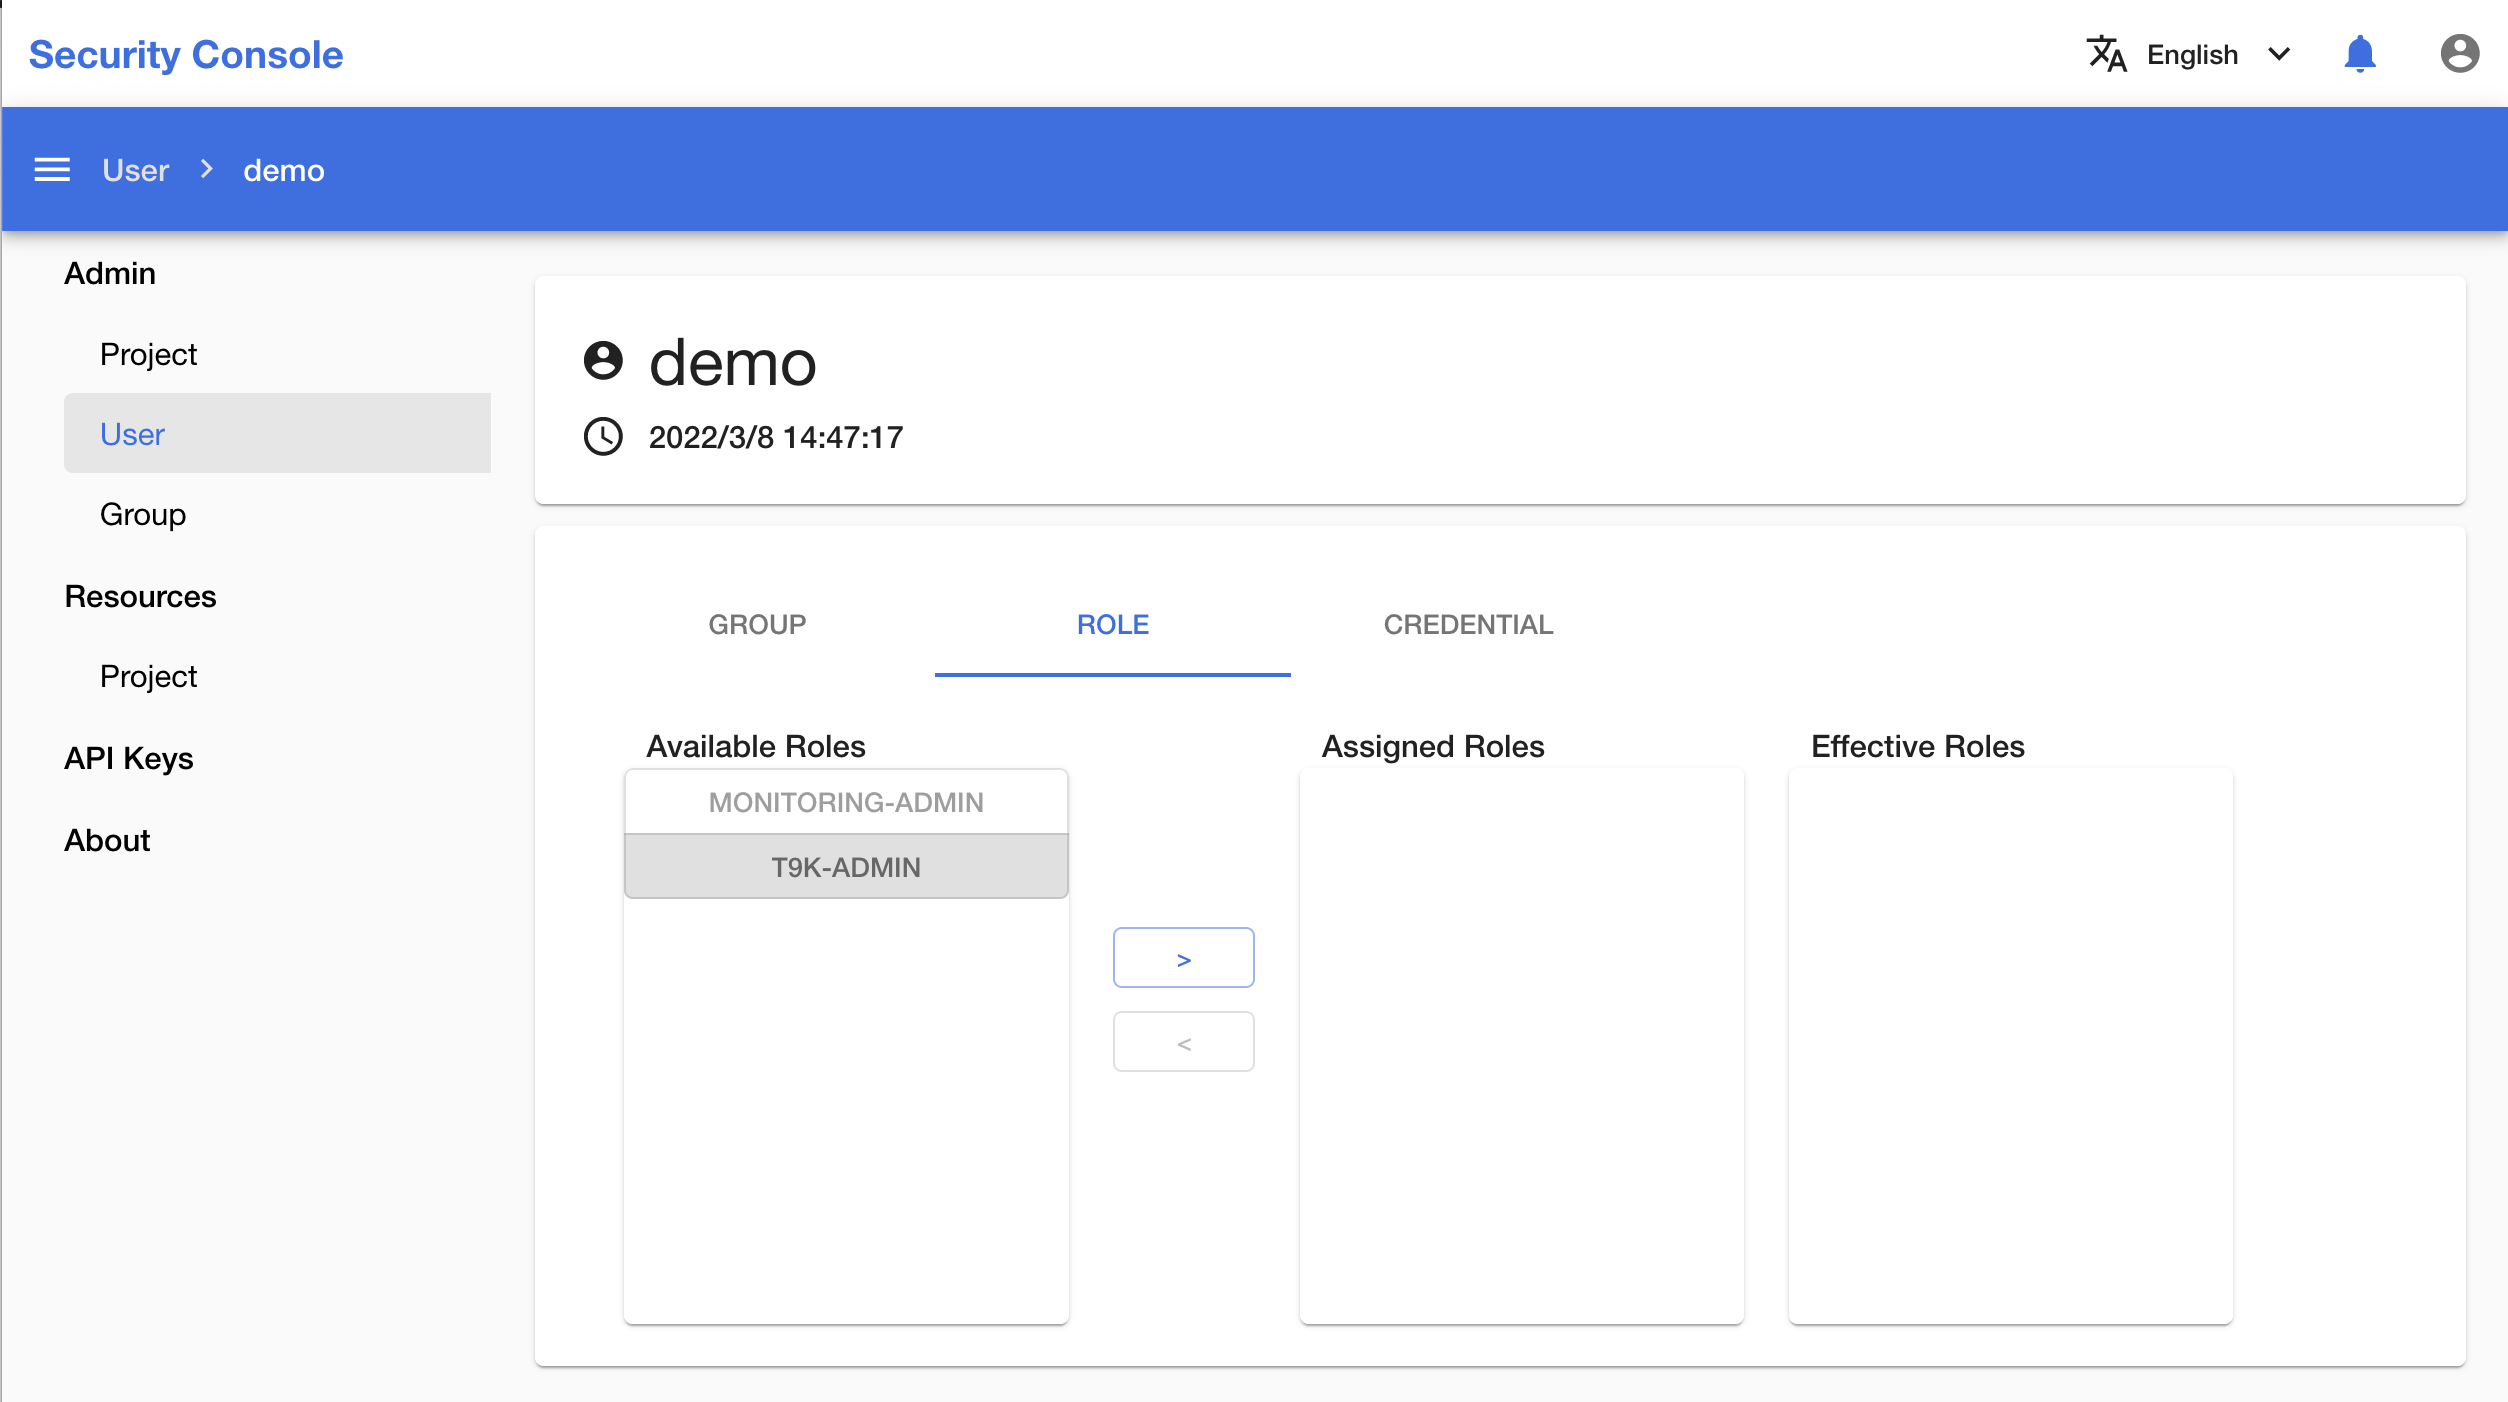 Security Console
English
User > demo
Admin
Project
User
Group
Resources
Project
API Keys
About
demo
2022/3/8 14:47:17
GROUP ROLE CREDENTIAL
Available Roles
MONITORING-ADMIN
T9K-ADMIN
>
<
Assigned Roles
Effective Roles